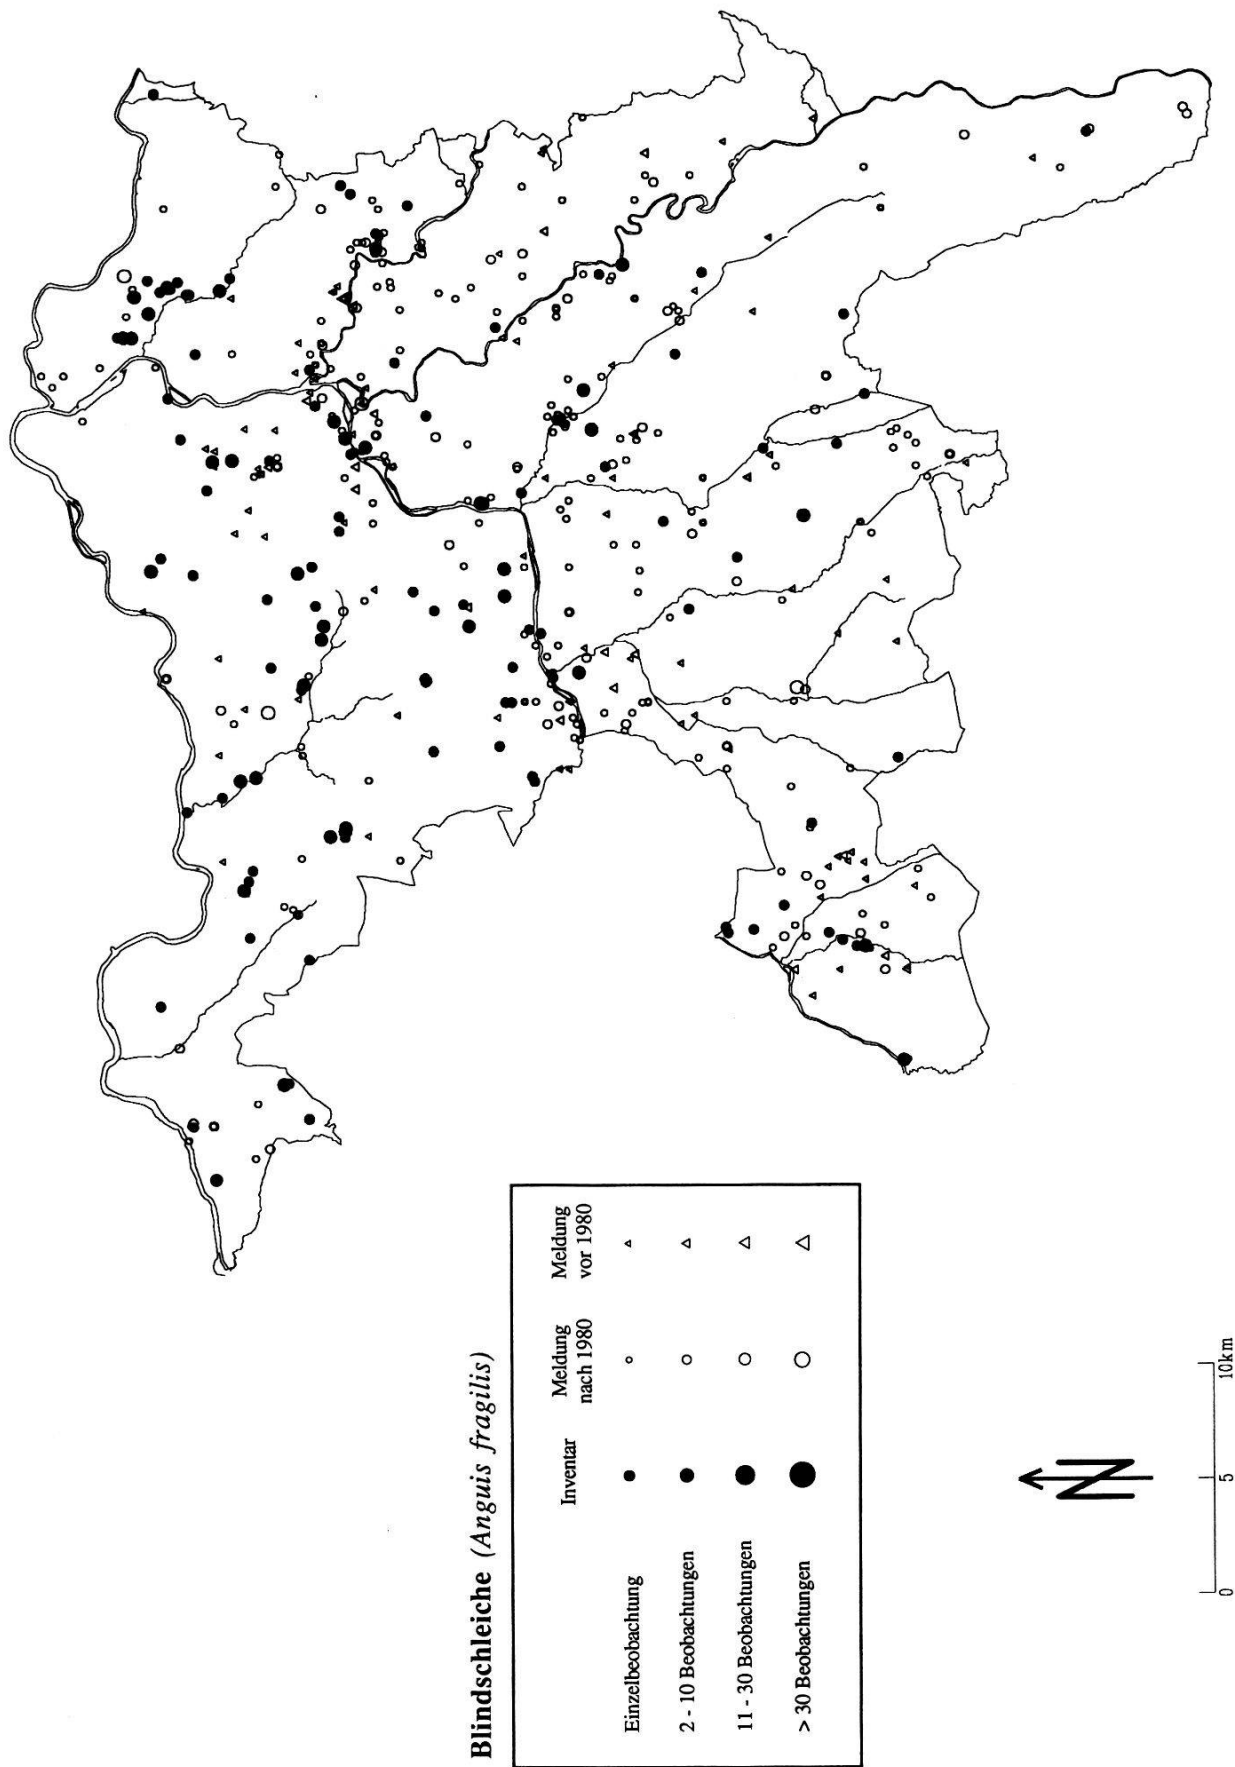 Blindschleiche (Anguis fragilis)
Inventar
Meldung
nach 1980
Meldung
vor 1980
Einzelbeobachtung
2 - 10 Beobachtungen
11 - 30 Beobachtungen
> 30 Beobachtungen
N
0 5 10km